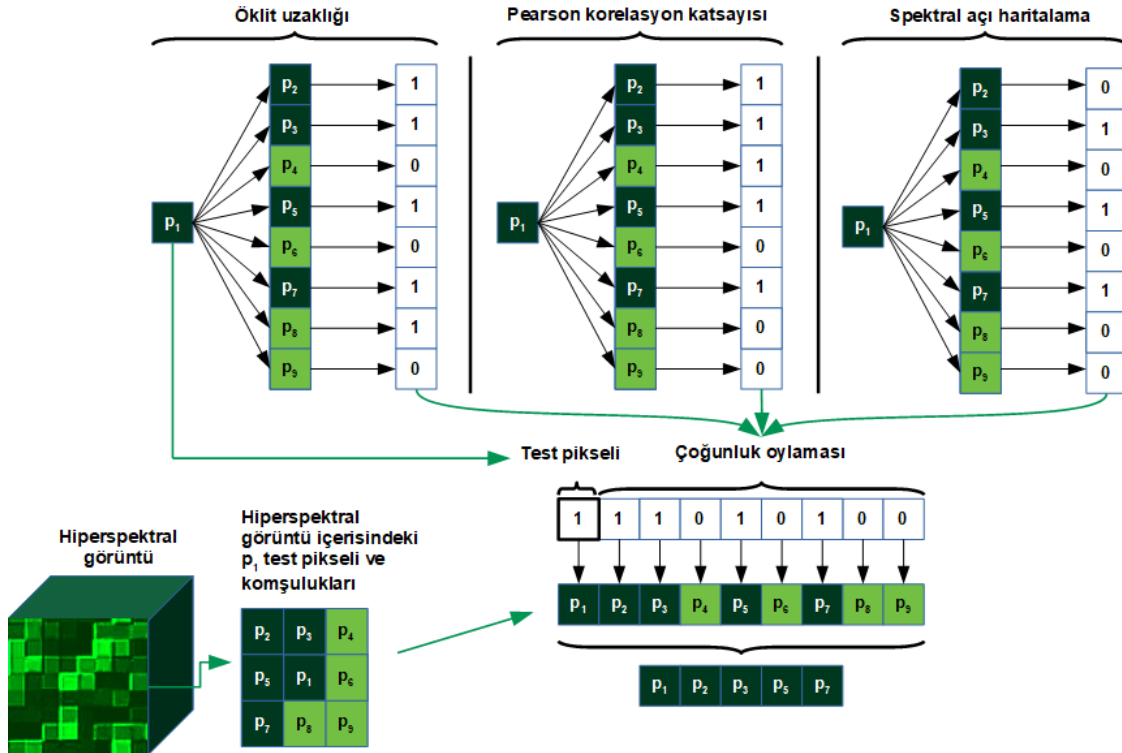 Öklit uzaklığı
Pearson korelasyon katsayısı
Spektral açı haritalama
p1
p2
p3
p4
p5
p6
p7
p8
p9
1
1
0
1
0
1
1
0
p1
p2
p3
p4
p5
p6
p7
p8
p9
1
1
1
1
0
1
0
0
p1
p2
p3
p4
p5
p6
p7
p8
p9
0
1
0
1
0
1
0
0
Test pikseli
Çoğunluk oylaması
1 1 1 0 1 0 1 0 0
p1 p2 p3 p4 p5 p6 p7 p8 p9
p1 p2 p3 p5 p7
Hiperspektral
görüntü
Hiperspektral
görüntü içerisindeki
p1 test pikseli ve
komşulukları
p2 p3 p4
p5 p1 p6
p7 p8 p9